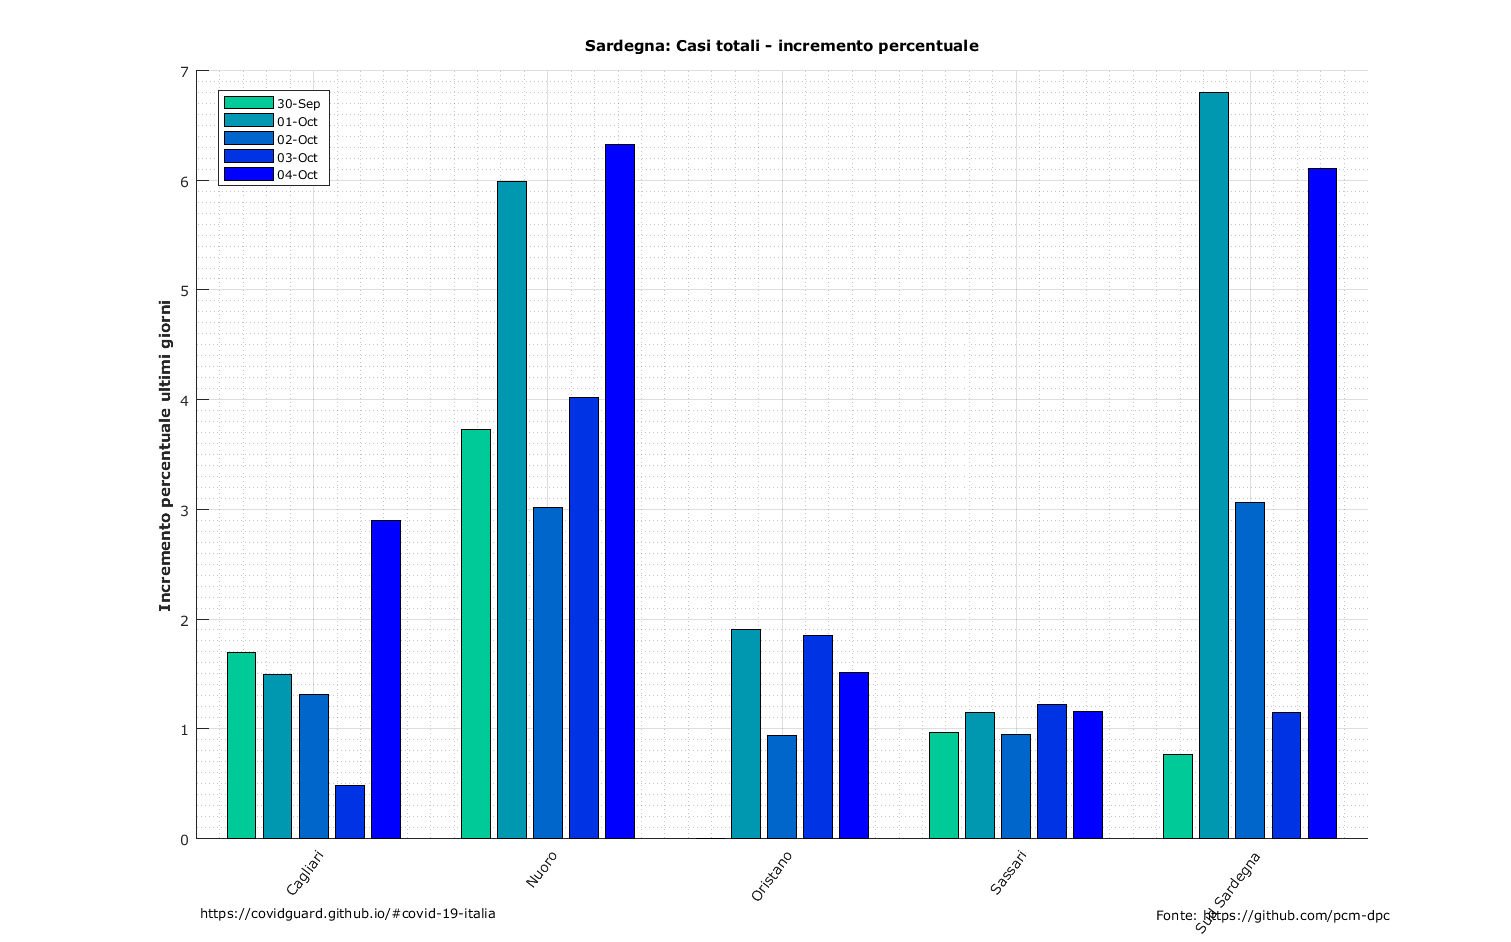 Sardegna: Casi totali - incremento percentuale
7
6
5
4
3
2
1
0
Incremento percentuale ultimi giorni
30-Sep
01-Oct
02-Oct
03-Oct
04-Oct
Cagliari
Nuoro
Oristano
Sassari
Sud Sardegna
https://covidguard.github.io/#covid-19-italia
Fonte: https://github.com/pcm-dpc